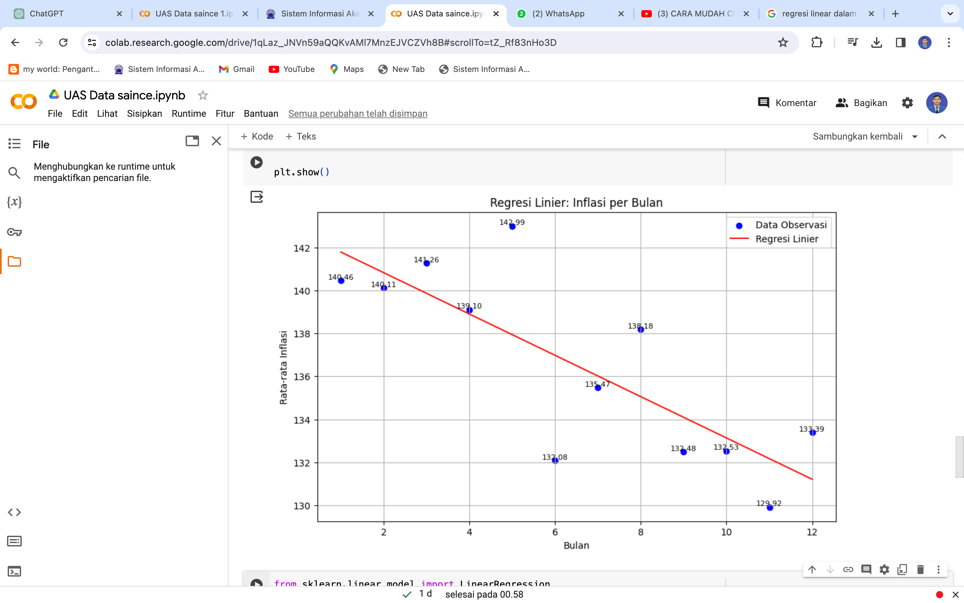 ChatGPT
UAS Data saince 1.ip
Sistem Informasi Aka
UAS Data saince.ipy
(2) WhatsApp
(3) CARA MUDAH C
regresi linear dalam
colab.research.google.com/drive/1qLaz_JNVn59aQQKvAMl7MnzEJVCZVh8B#scrollTo=tZ_Rf83nHo3D
my world: Pengant...
Sistem Informasi A...
Gmail
YouTube
Maps
New Tab
Sistem Informasi A...
UAS Data saince.ipynb
File Edit Lihat Sisipkan Runtime Fitur Bantuan Semua perubahan telah disimpan
Komentar
Bagikan
+ Kode + Teks
Sambungkan kembali
File
Menghubungkan ke runtime untuk
mengaktifkan pencarian file.
{x}
plt.show()
Regresi Linier: Inflasi per Bulan
Data Observasi
Regresi Linier
142.99
141.26
140.46
140.11
139.10
138.18
135.47
133.39
132.48
132.53
132.08
129.92
142
140
138
136
134
132
130
Rata-rata Inflasi
2 4 6 8 10 12
Bulan
from sklearn.linear_model import LinearRegression
1 d selesai pada 00.58